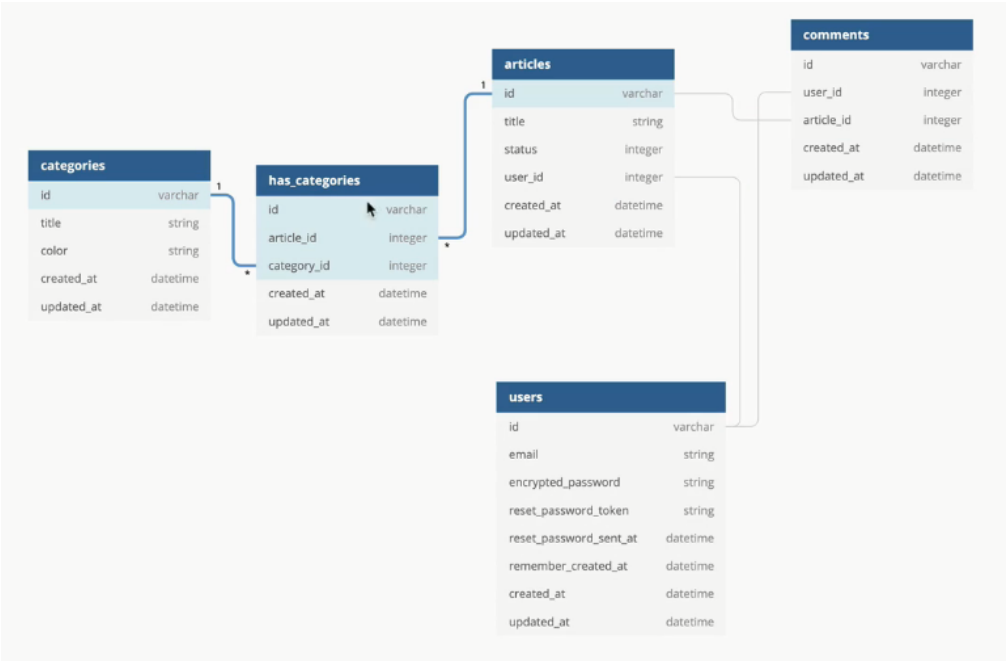 categories
id varchar
title string
color string
created_at datetime
updated_at datetime
1
*
has_categories
id varchar
article_id integer
category_id integer
created_at datetime
updated_at datetime
*
1
articles
id varchar
title string
status integer
user_id integer
created_at datetime
updated_at datetime
comments
id varchar
user_id integer
article_id integer
created_at datetime
updated_at datetime
users
id varchar
email string
encrypted_password string
reset_password_token string
reset_password_sent_at datetime
remember_created_at datetime
created_at datetime
updated_at datetime